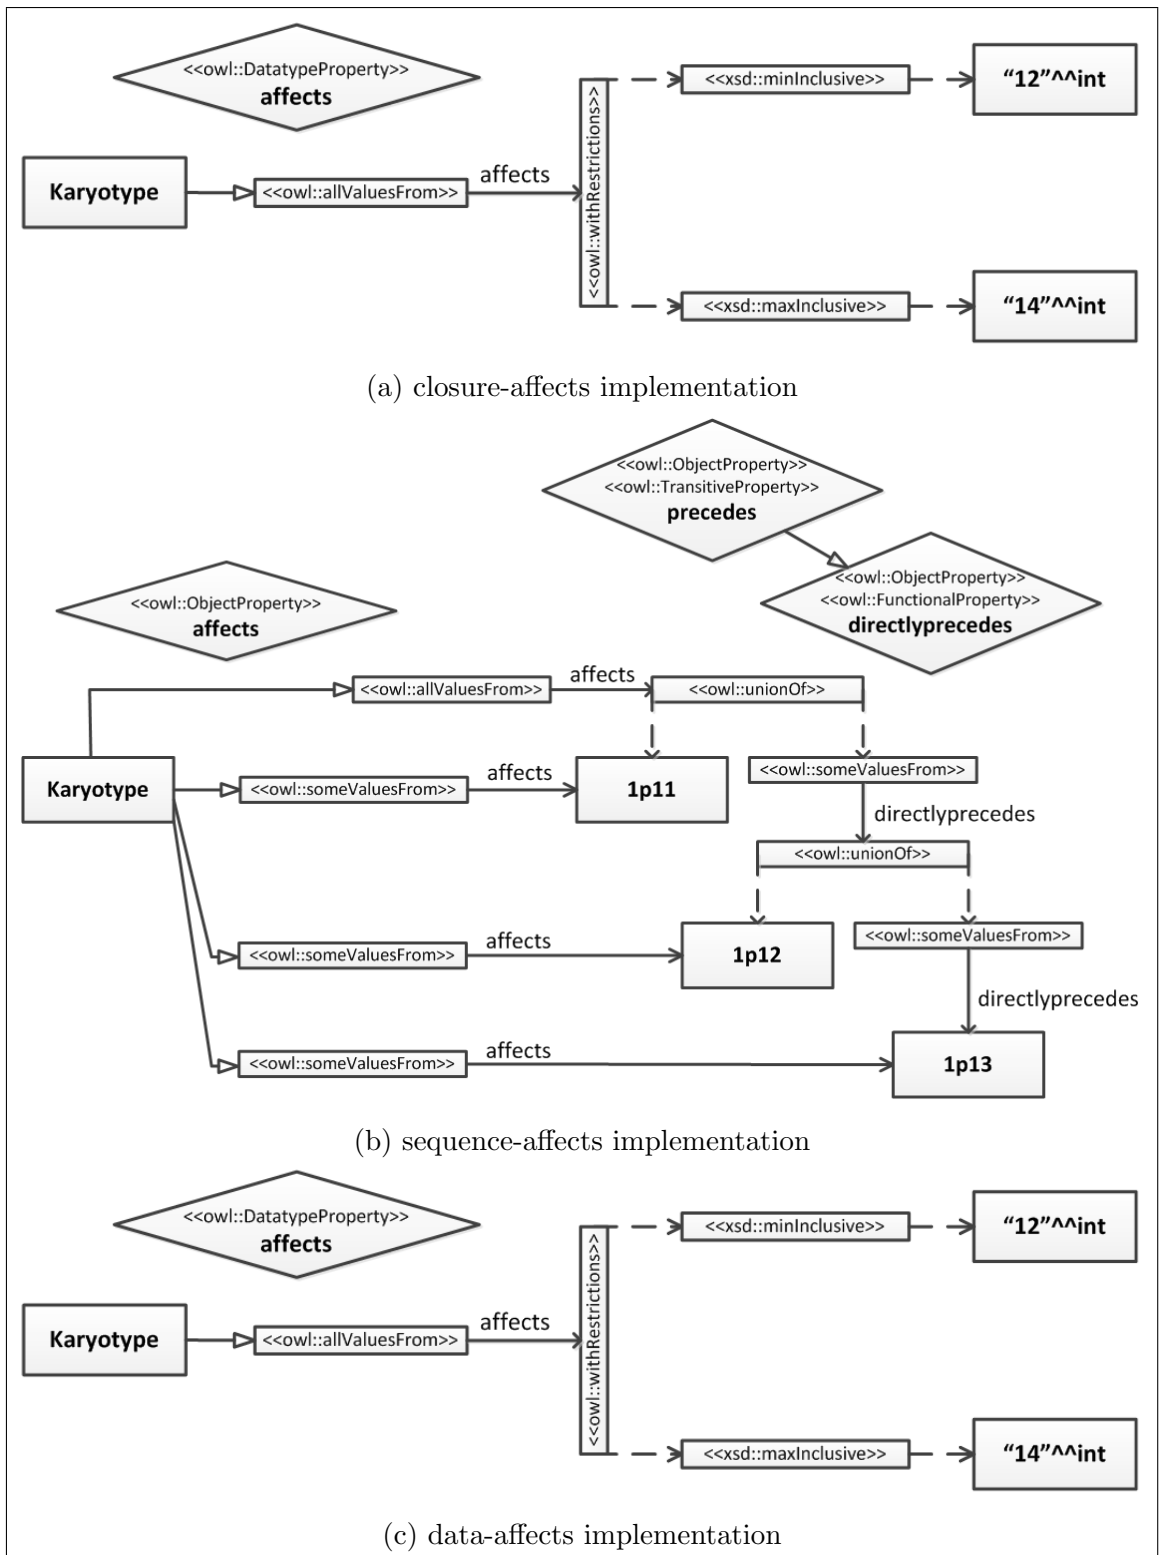 <<owl::DatatypeProperty>>
affects
<<xsd::minInclusive>>
“12”^^int
Karyotype
<<owl::allValuesFrom>>
affects
<<owl::withRestrictions>>
<<xsd::maxInclusive>>
“14”^^int
(a) closure-affects implementation
<<owl::ObjectProperty>>
<<owl::TransitiveProperty>>
precedes
<<owl::ObjectProperty>>
<<owl::FunctionalProperty>>
directlyprecedes
<<owl::ObjectProperty>>
affects
<<owl::allValuesFrom>>
affects
<<owl::unionOf>>
Karyotype
<<owl::someValuesFrom>>
affects
1p11
<<owl::someValuesFrom>>
directlyprecedes
<<owl::unionOf>>
<<owl::someValuesFrom>>
affects
1p12
<<owl::someValuesFrom>>
directlyprecedes
<<owl::someValuesFrom>>
affects
1p13
(b) sequence-affects implementation
<<owl::DatatypeProperty>>
affects
<<xsd::minInclusive>>
“12”^^int
Karyotype
<<owl::allValuesFrom>>
affects
<<owl::withRestrictions>>
<<xsd::maxInclusive>>
“14”^^int
(c) data-affects implementation